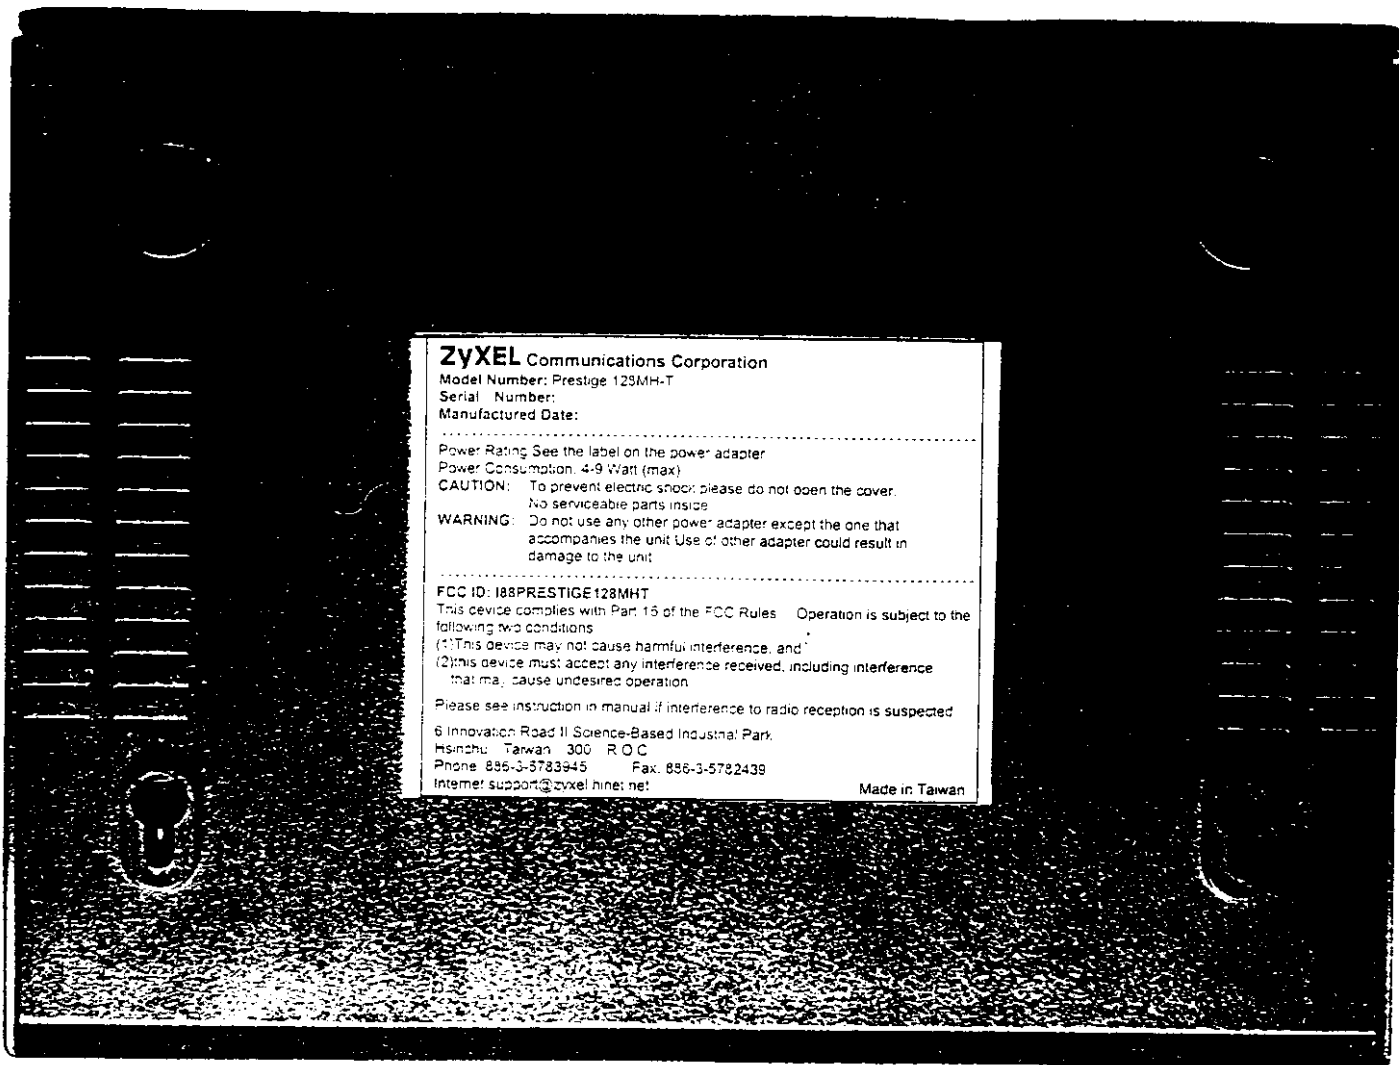 ZyXEL Communications Corporation
Model Number: Prestige 128MH-T
Serial Number:
Manufactured Date:
Power Rating See the label on the power adapter
Power Consumption: 4-9 Watt (max)
CAUTION: To prevent electric shock please do not open the cover.
No serviceable parts inside
WARNING: Do not use any other power adapter except the one that
accompanies the unit Use of other adapter could result in
damage to the unit
FCC ID: I88PRESTIGE128MHT
This device complies with Part 15 of the FCC Rules Operation is subject to the
following two conditions
(1)This device may not cause harmful interference, and
(2)this device must accept any interference received, including interference
that may cause undesired operation
Please see instruction in manual if interference to radio reception is suspected
6 Innovation Road II Science-Based Industrial Park
Hsinchu Taiwan 300 R O C
Phone 886-3-5783945 Fax. 886-3-5782439
Internet support@zyxel hinet net
Made in Taiwan